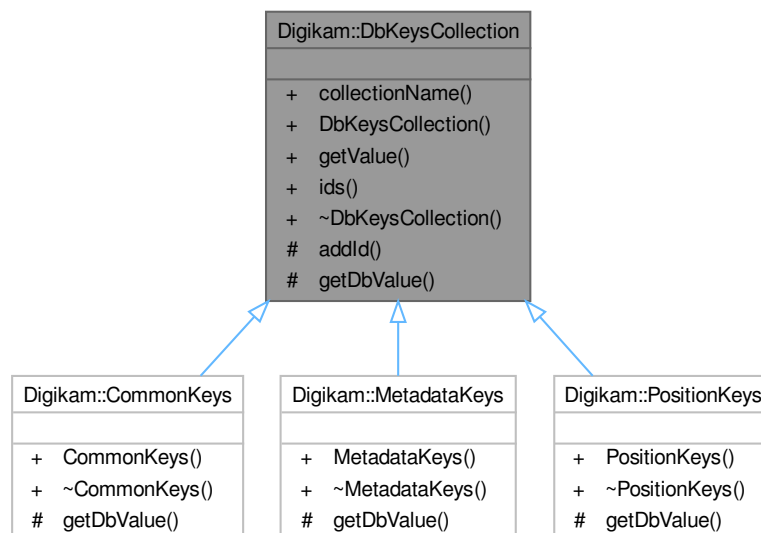 Digikam::DbKeysCollection
+ collectionName()
+ DbKeysCollection()
+ getValue()
+ ids()
+ ~DbKeysCollection()
# addId()
# getDbValue()
Digikam::CommonKeys
+ CommonKeys()
+ ~CommonKeys()
# getDbValue()
Digikam::MetadataKeys
+ MetadataKeys()
+ ~MetadataKeys()
# getDbValue()
Digikam::PositionKeys
+ PositionKeys()
+ ~PositionKeys()
# getDbValue()